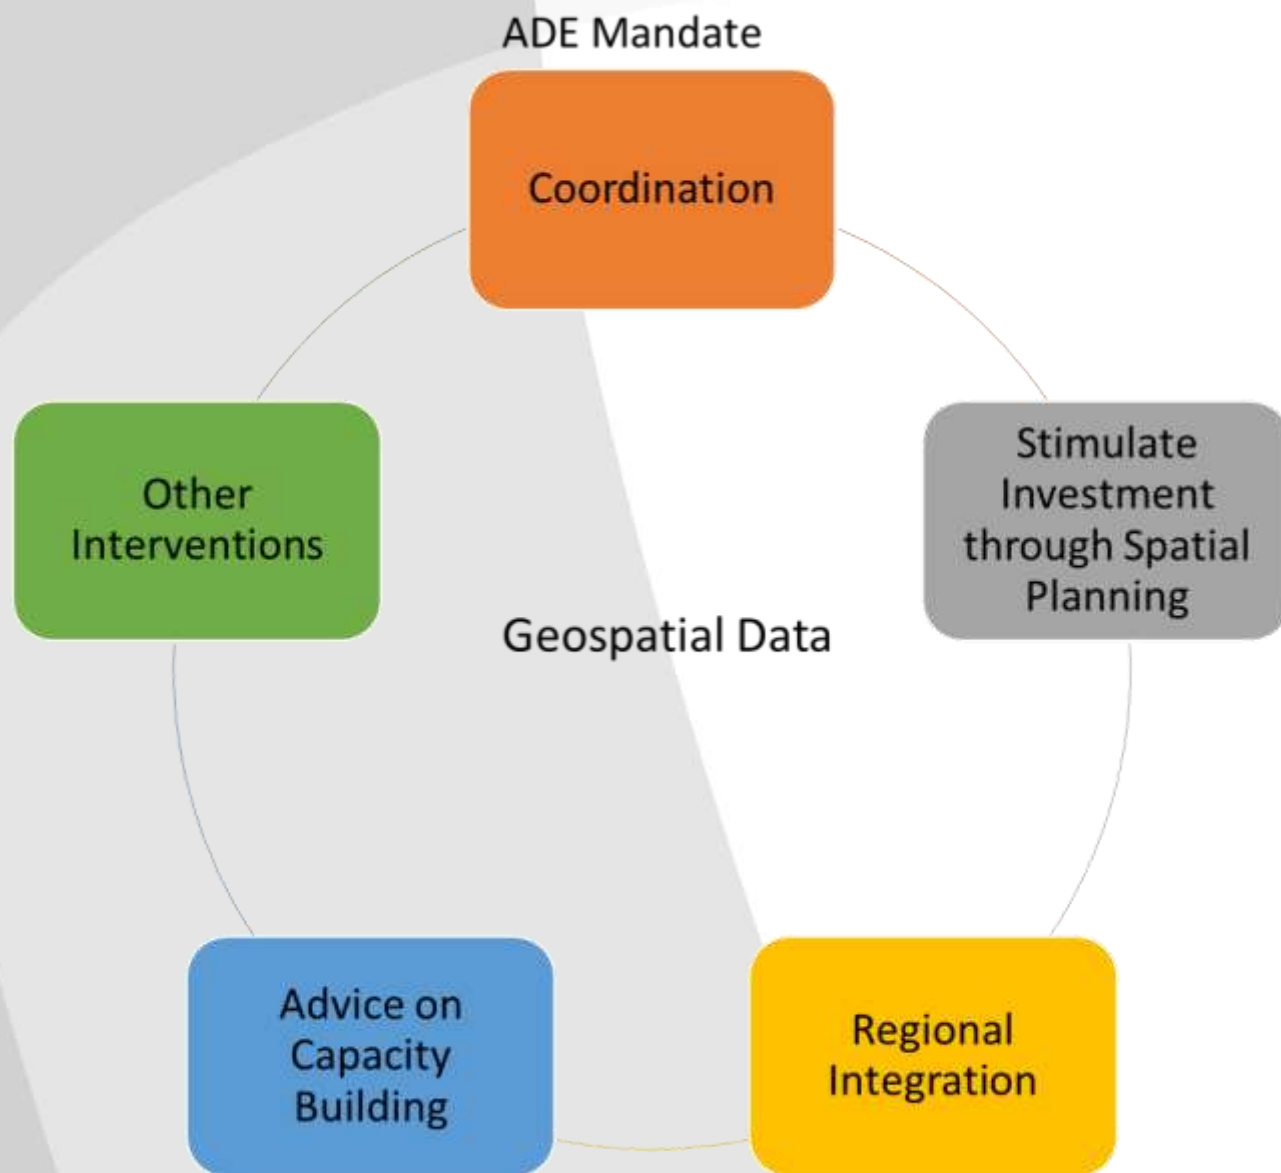 ADE Mandate
Coordination
Stimulate
Investment
through Spatial
Planning
Other
Interventions
Geospatial Data
Advice on
Capacity
Building
Regional
Integration